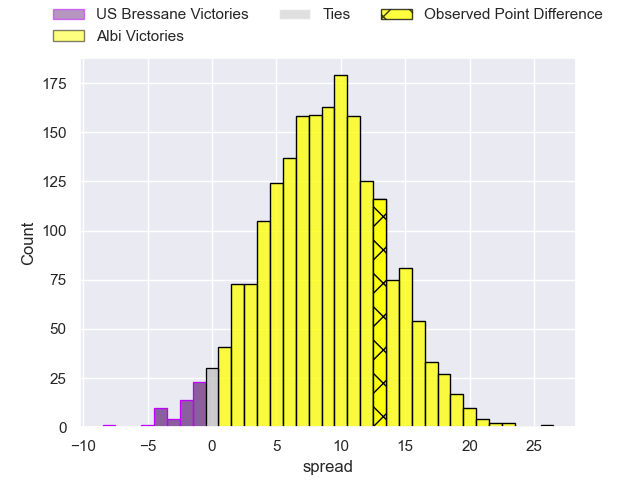 US Bressane Victories
Ties
Observed Point Difference
Albi Victories
175
150
125
100
75
50
25
0
Count
−10
−5
0
5
10
15
20
25
spread